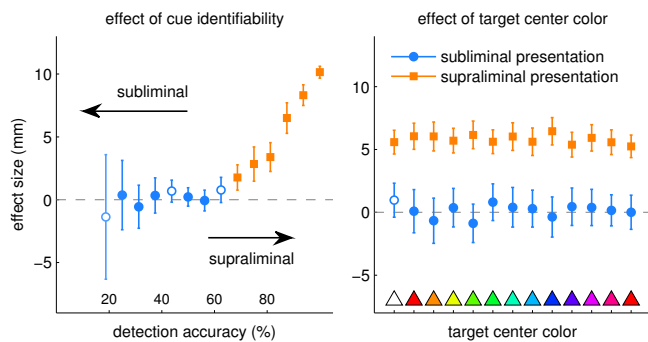 effect of cue identifiability
effect size (mm)
10
5
0
−5
subliminal
supraliminal
20 40 60 80
detection accuracy (%)
effect of target center color
subliminal presentation
supraliminal presentation
10
5
0
−5
target center color